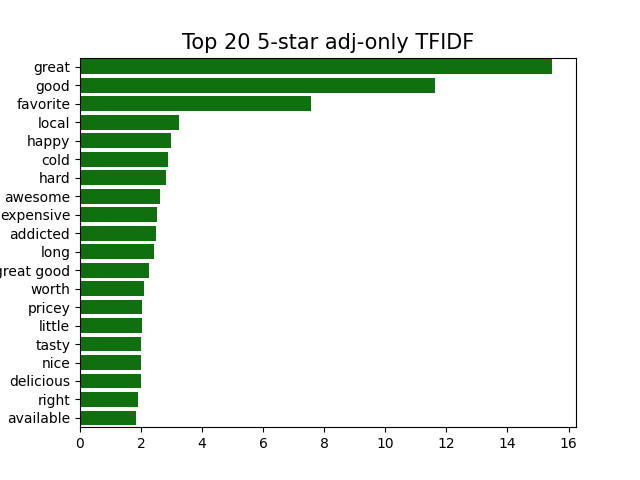 Top 20 5-star adj-only TFIDF
great
good
favorite
local
happy
cold
hard
awesome
expensive
addicted
long
great good
worth
pricey
little
tasty
nice
delicious
right
available
0 2 4 6 8 10 12 14 16